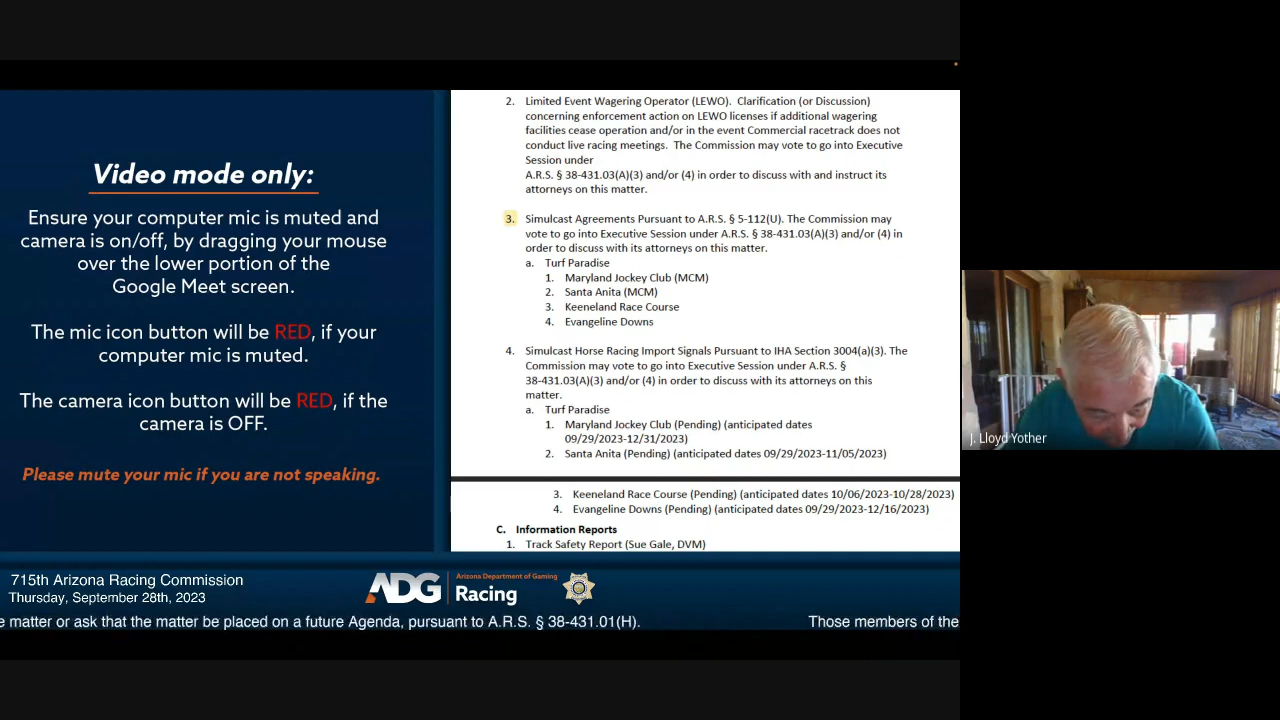 Video mode only:
Ensure your computer mic is muted and
camera is on/off, by dragging your mouse
over the lower portion of the
Google Meet screen.
The mic icon button will be RED, if your
computer mic is muted.
The camera icon button will be RED, if the
camera is OFF.
Please mute your mic if you are not speaking.
2. Limited Event Wagering Operator (LEWO). Clarification (or Discussion)
concerning enforcement action on LEWO licenses if additional wagering
facilities cease operation and/or in the event Commercial racetrack does not
conduct live racing meetings. The Commission may vote to go into Executive
Session under
A.R.S. § 38-431.03(A)(3) and/or (4) in order to discuss with and instruct its
attorneys on this matter.
3. Simulcast Agreements Pursuant to A.R.S. § 5-112(U). The Commission may
vote to go into Executive Session under A.R.S. § 38-431.03(A)(3) and/or (4) in
order to discuss with its attorneys on this matter.
a. Turf Paradise
1. Maryland Jockey Club (MCM)
2. Santa Anita (MCM)
3. Keeneland Race Course
4. Evangeline Downs
4. Simulcast Horse Racing Import Signals Pursuant to IHA Section 3004(a)(3). The
Commission may vote to go into Executive Session under A.R.S. §
38-431.03(A)(3) and/or (4) in order to discuss with its attorneys on this
matter.
a. Turf Paradise
1. Maryland Jockey Club (Pending) (anticipated dates
09/29/2023-12/31/2023)
2. Santa Anita (Pending) (anticipated dates 09/29/2023-11/05/2023)
3. Keeneland Race Course (Pending) (anticipated dates 10/06/2023-10/28/2023)
4. Evangeline Downs (Pending) (anticipated dates 09/29/2023-12/16/2023)
C. Information Reports
1. Track Safety Report (Sue Gale, DVM)
J. Lloyd Yother
715th Arizona Racing Commission
Thursday, September 28th, 2023
ADG
Arizona Department of Gaming
Racing
e matter or ask that the matter be placed on a future Agenda, pursuant to A.R.S. § 38-431.01(H). Those members of the